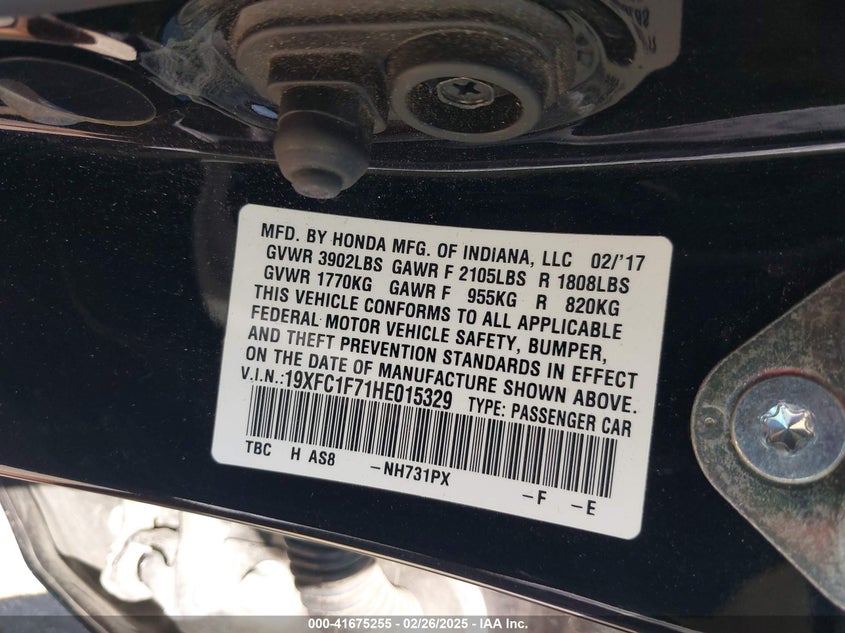 MFD. BY HONDA MFG. OF INDIANA, LLC 02/'17
GVWR 3902LBS GAWR F 2105LBS R 1808LBS
GVWR 1770KG GAWR F 955KG R 820KG
THIS VEHICLE CONFORMS TO ALL APPLICABLE
FEDERAL MOTOR VEHICLE SAFETY, BUMPER,
AND THEFT PREVENTION STANDARDS IN EFFECT
ON THE DATE OF MANUFACTURE SHOWN ABOVE.
V.I.N.:19XFC1F71HE015329 TYPE: PASSENGER CAR
TBC H AS8 -NH731PX -F -E
000-41675255 - 02/26/2025 - IAA Inc.